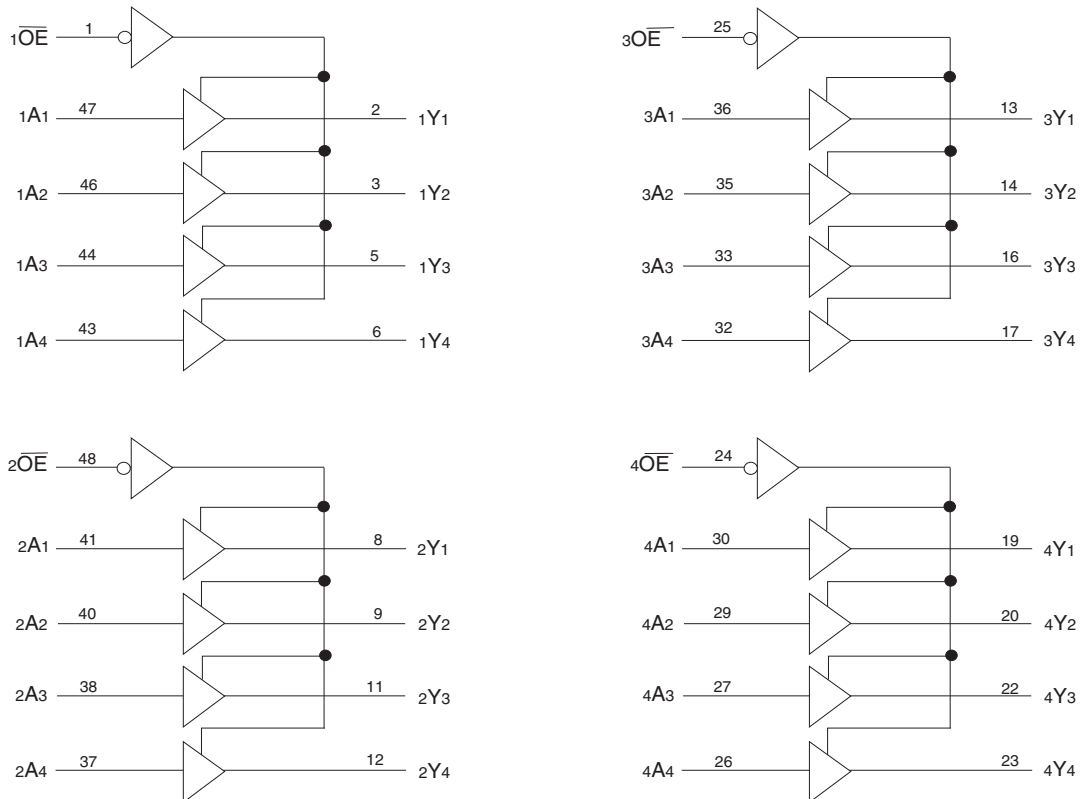 1OE 1
1A1 47 2 1Y1
1A2 46 3 1Y2
1A3 44 5 1Y3
1A4 43 6 1Y4
3OE 25
3A1 36 13 3Y1
3A2 35 14 3Y2
3A3 33 16 3Y3
3A4 32 17 3Y4
2OE 48
2A1 41 8 2Y1
2A2 40 9 2Y2
2A3 38 11 2Y3
2A4 37 12 2Y4
4OE 24
4A1 30 19 4Y1
4A2 29 20 4Y2
4A3 27 22 4Y3
4A4 26 23 4Y4